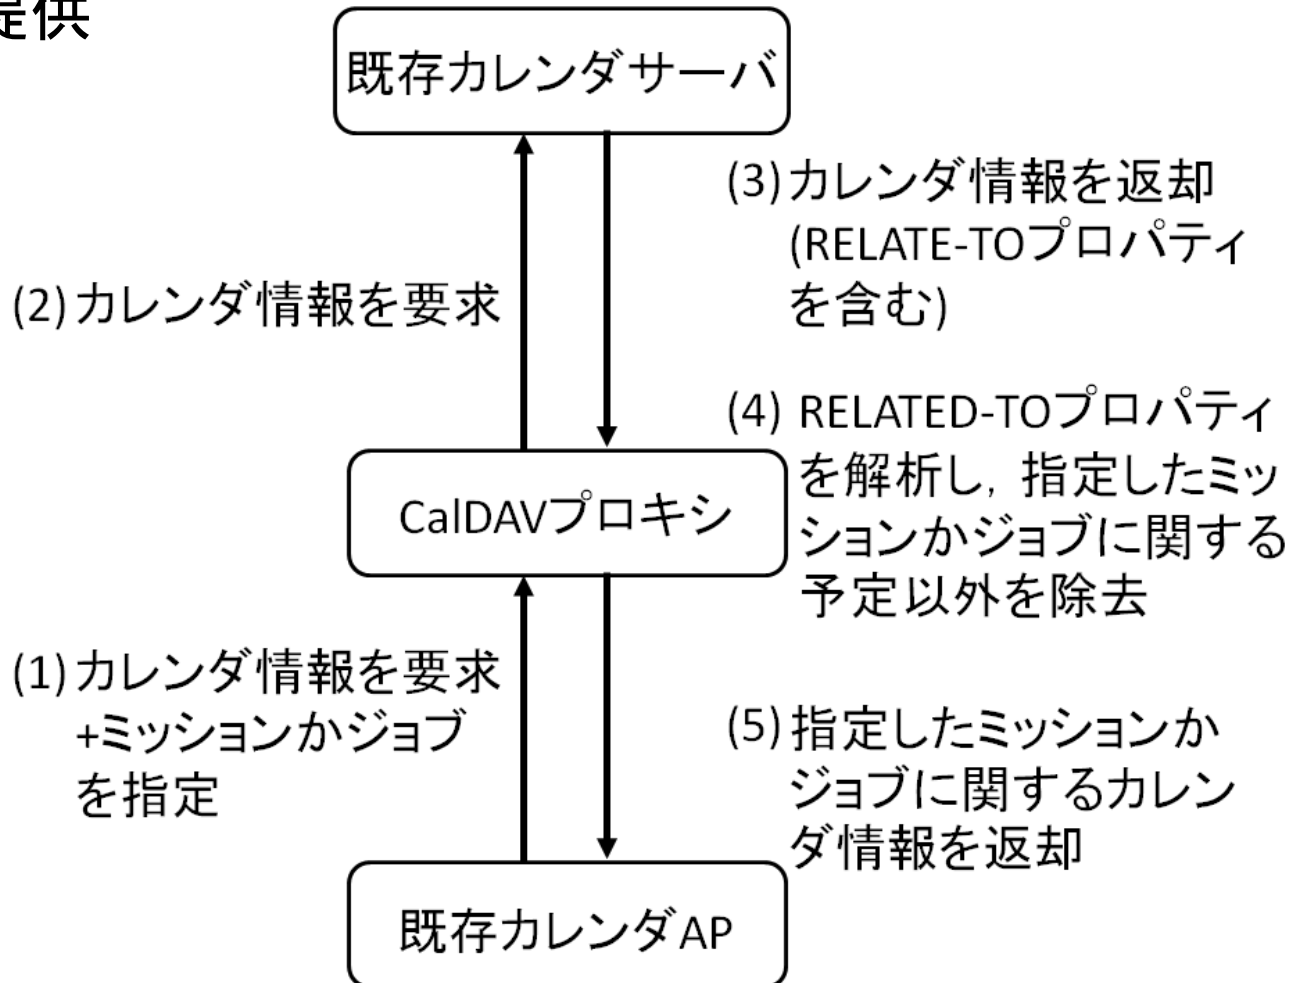 提供
既存カレンダサーバ
(2)カレンダ情報を要求
(3)カレンダ情報を返却
(RELATE-TOプロパティ
を含む)
CalDAVプロキシ
(4) RELATED-TOプロパティ
を解析し，指定したミッ
ションかジョブに関する
予定以外を除去
(1)カレンダ情報を要求
+ミッションかジョブ
を指定
(5)指定したミッションか
ジョブに関するカレン
ダ情報を返却
既存カレンダAP